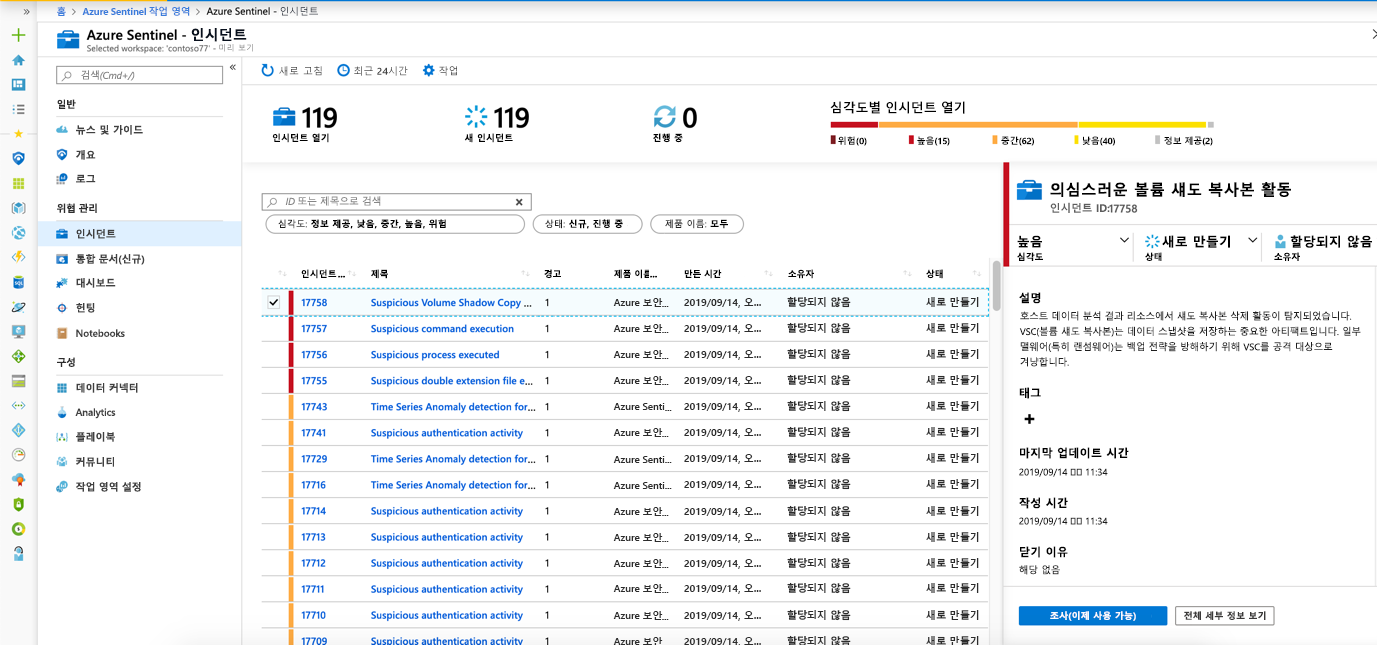 »
홈 > Azure Sentinel 작업 영역 > Azure Sentinel - 인시던트
Azure Sentinel - 인시던트
Selected workspace: 'contoso77' - 미리 보기
검색(Cmd+/)
«
일반
뉴스 및 가이드
개요
로그
위협 관리
인시던트
통합 문서(신규)
대시보드
헌팅
Notebooks
구성
데이터 커넥터
Analytics
플레이북
커뮤니티
작업 영역 설정
새로 고침 최근 24시간 작업
119 119 0
인시던트 열기 새 인시던트 진행 중
심각도별 인시던트 열기
위험(0) 높음(15) 중간(62) 낮음(40) 정보 제공(2)
ID 또는 제목으로 검색
심각도: 정보 제공, 낮음, 중간, 높음, 위험 상태: 신규, 진행 중 제품 이름: 모두
인시던트... 제목 경고 제품 이름... 만든 시간 소유자 상태
17758 Suspicious Volume Shadow Copy ... 1 Azure 보안... 2019/09/14, 오... 할당되지 않음 새로 만들기
17757 Suspicious command execution 1 Azure 보안... 2019/09/14, 오... 할당되지 않음 새로 만들기
17756 Suspicious process executed 1 Azure 보안... 2019/09/14, 오... 할당되지 않음 새로 만들기
17755 Suspicious double extension file e... 1 Azure 보안... 2019/09/14, 오... 할당되지 않음 새로 만들기
17743 Time Series Anomaly detection for... 1 Azure Senti... 2019/09/14, 오... 할당되지 않음 새로 만들기
17741 Suspicious authentication activity 1 Azure 보안... 2019/09/14, 오... 할당되지 않음 새로 만들기
17729 Time Series Anomaly detection for... 1 Azure Senti... 2019/09/14, 오... 할당되지 않음 새로 만들기
17716 Time Series Anomaly detection for... 1 Azure Senti... 2019/09/14, 오... 할당되지 않음 새로 만들기
17714 Suspicious authentication activity 1 Azure 보안... 2019/09/14, 오... 할당되지 않음 새로 만들기
17713 Suspicious authentication activity 1 Azure 보안... 2019/09/14, 오... 할당되지 않음 새로 만들기
17712 Suspicious authentication activity 1 Azure 보안... 2019/09/14, 오... 할당되지 않음 새로 만들기
17711 Suspicious authentication activity 1 Azure 보안... 2019/09/14, 오... 할당되지 않음 새로 만들기
17710 Suspicious authentication activity 1 Azure 보안... 2019/09/14, 오... 할당되지 않음 새로 만들기
17709 Suspicious authentication activity 1 Azure 보안... 2019/09/14, 오... 할당되지 않음 새로 만들기
의심스러운 볼륨 섀도 복사본 활동
인시던트 ID:17758
높음 새로 만들기 할당되지 않음
심각도 상태 소유자
설명
호스트 데이터 분석 결과 리소스에서 섀도 복사본 삭제 활동이 탐지되었습니다.
VSC(볼륨 섀도 복사본)는 데이터 스냅샷을 저장하는 중요한 아티팩트입니다. 일부
맬웨어(특히 랜섬웨어)는 백업 전략을 방해하기 위해 VSC를 공격 대상으로
겨냥합니다.
태그
+
마지막 업데이트 시간
2019/09/14 □□ 11:34
작성 시간
2019/09/14 □□ 11:34
닫기 이유
해당 없음
조사(이제 사용 가능) 전체 세부 정보 보기